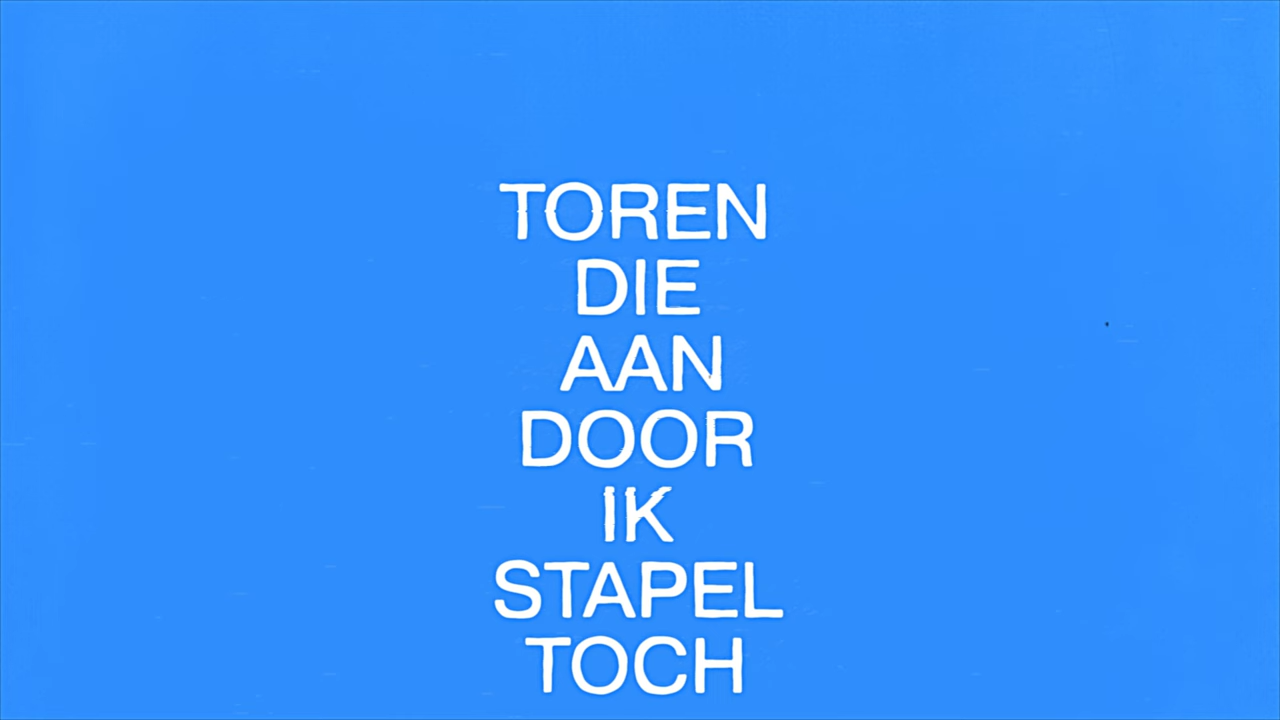 TOREN
DIE
AAN
DOOR
IK
STAPEL
TOCH